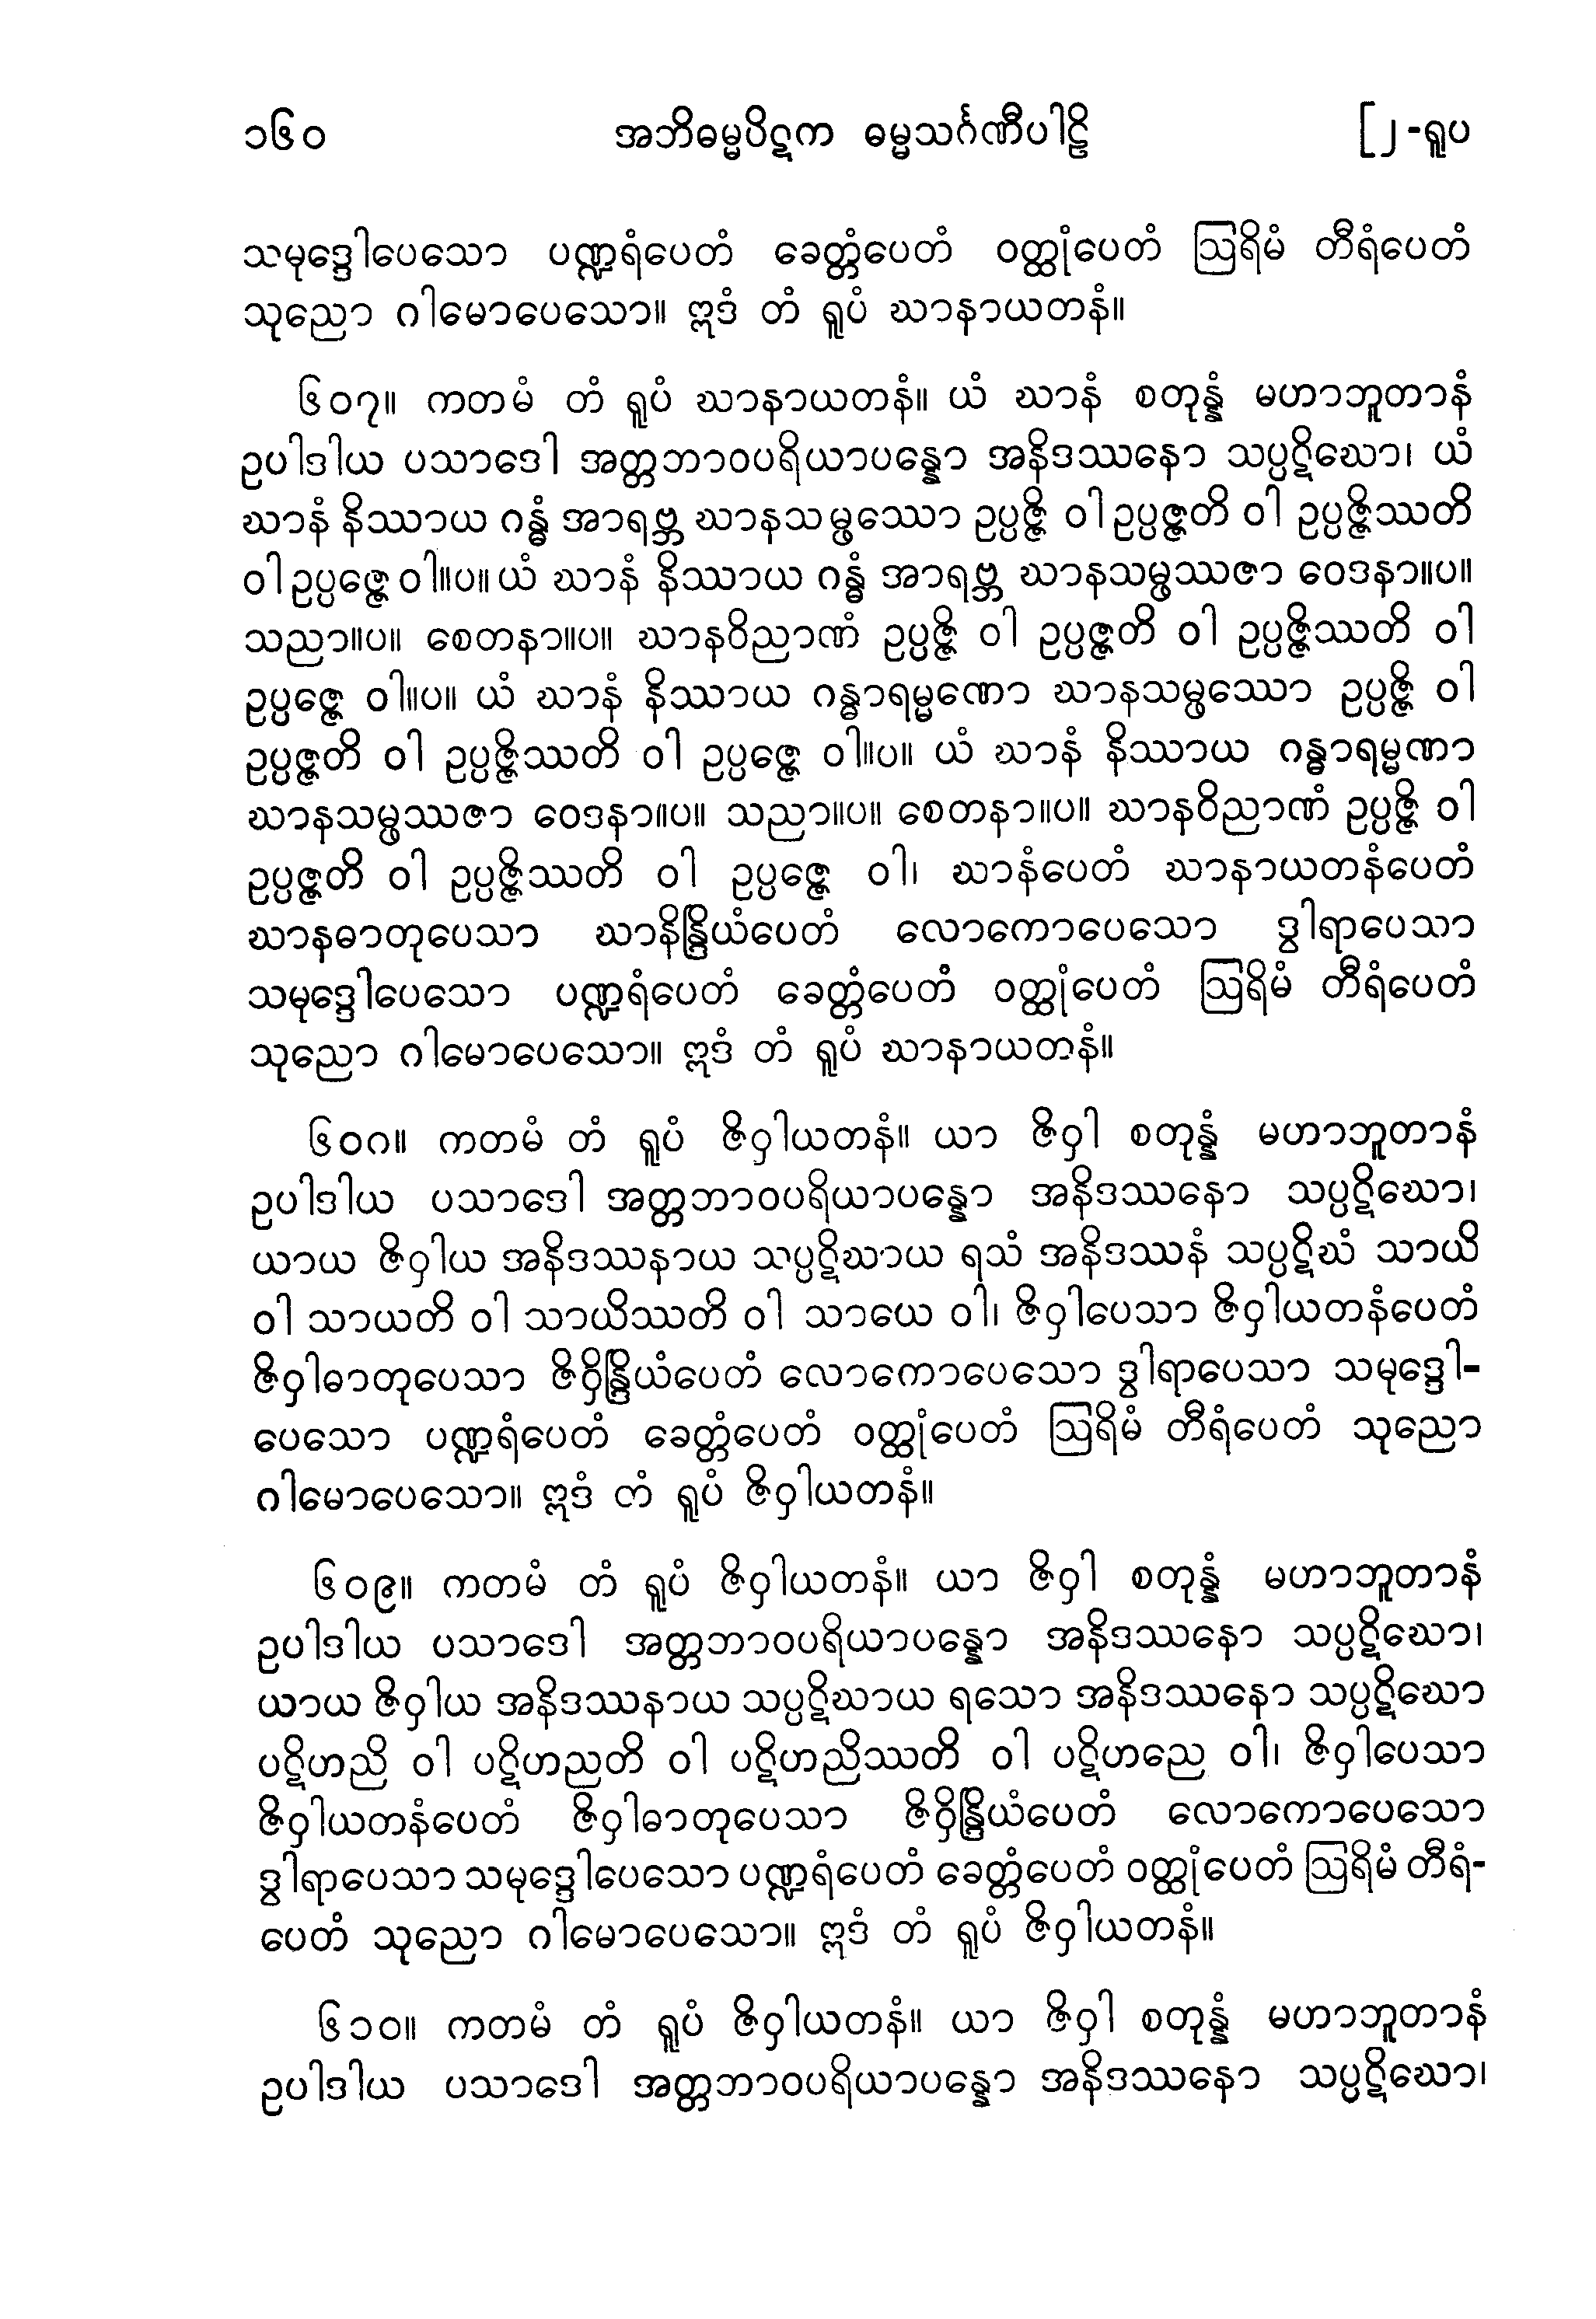 ၁၆၀ အဘိဓမ္မပိဋက ဓမ္မသင်္ဂဏီပါဠိ [၂-ရူပ
သမုဒ္ဒေါပေသော ပဏ္ဍရံပေတံ ခေတ္တံပေတံ ဝတ္ထုံပေတံ ဩရိမံ တီရံပေတံ
သုညော ဂါမောပေသော။ ဣဒံ တံ ရူပံ ဃာနာယတနံ။
၆၀၇။ ကတမံ တံ ရူပံ ဃာနာယတနံ။ ယံ ဃာနံ စတုန္နံ မဟာဘူတာနံ
ဥပါဒါယ ပသာဒေါ အတ္တဘာဝပရိယာပန္နော အနိဒဿနော သပ္ပဋိဃော၊ ယံ
ဃာနံ နိဿာယ ဂန္ဓံ အာရဗ္ဘ ဃာနသမ္ဖဿော ဥပ္ပဇ္ဇိ ဝါ ဥပ္ပဇ္ဇတိ ဝါ ဥပ္ပဇ္ဇိဿတိ
ဝါ ဥပ္ပဇ္ဇေ ဝါ။ပ။ ယံ ဃာနံ နိဿာယ ဂန္ဓံ အာရဗ္ဘ ဃာနသမ္ဖဿဇာ ဝေဒနာ။ပ။
သညာ။ပ။ စေတနာ။ပ။ ဃာနဝိညာဏံ ဥပ္ပဇ္ဇိ ဝါ ဥပ္ပဇ္ဇတိ ဝါ ဥပ္ပဇ္ဇိဿတိ ဝါ
ဥပ္ပဇ္ဇေ ဝါ။ပ။ ယံ ဃာနံ နိဿာယ ဂန္ဓာရမ္မဏော ဃာနသမ္ဖဿော ဥပ္ပဇ္ဇိ ဝါ
ဥပ္ပဇ္ဇတိ ဝါ ဥပ္ပဇ္ဇိဿတိ ဝါ ဥပ္ပဇ္ဇေ ဝါ။ပ။ ယံ ဃာနံ နိဿာယ ဂန္ဓာရမ္မဏာ
ဃာနသမ္ဖဿဇာ ဝေဒနာ။ပ။ သညာ။ပ။ စေတနာ။ပ။ ဃာနဝိညာဏံ ဥပ္ပဇ္ဇိ ဝါ
ဥပ္ပဇ္ဇတိ ဝါ ဥပ္ပဇ္ဇိဿတိ ဝါ ဥပ္ပဇ္ဇေ ဝါ၊ ဃာနံပေတံ ဃာနာယတနံပေတံ
ဃာနဓာတုပေသာ ဃာနိန္ဒြိယံပေတံ လောကောပေသော ဒွါရာပေသာ
သမုဒ္ဒေါပေသော ပဏ္ဍရံပေတံ ခေတ္တံပေတံ ဝတ္ထုံပေတံ ဩရိမံ တီရံပေတံ
သုညော ဂါမောပေသော။ ဣဒံ တံ ရူပံ ဃာနာယတနံ။
၆၀၈။ ကတမံ တံ ရူပံ ဇိဝှါယတနံ။ ယာ ဇိဝှါ စတုန္နံ မဟာဘူတာနံ
ဥပါဒါယ ပသာဒေါ အတ္တဘာဝပရိယာပန္နော အနိဒဿနော သပ္ပဋိဃော၊
ယာယ ဇိဝှါယ အနိဒဿနာယ သပ္ပဋိဃာယ ရသံ အနိဒဿနံ သပ္ပဋိဃံ သာယိ
ဝါ သာယတိ ဝါ သာယိဿတိ ဝါ သာယေ ဝါ၊ ဇိဝှါပေသာ ဇိဝှါယတနံပေတံ
ဇိဝှါဓာတုပေသာ ဇိဝှိန္ဒြိယံပေတံ လောကောပေသော ဒွါရာပေသာ သမုဒ္ဒေါ-
ပေသော ပဏ္ဍရံပေတံ ခေတ္တံပေတံ ဝတ္ထုံပေတံ ဩရိမံ တီရံပေတံ သုညော
ဂါမောပေသော။ ဣဒံ တံ ရူပံ ဇိဝှါယတနံ။
၆၀၉။ ကတမံ တံ ရူပံ ဇိဝှါယတနံ။ ယာ ဇိဝှါ စတုန္နံ မဟာဘူတာနံ
ဥပါဒါယ ပသာဒေါ အတ္တဘာဝပရိယာပန္နော အနိဒဿနော သပ္ပဋိဃော၊
ယာယ ဇိဝှါယ အနိဒဿနာယ သပ္ပဋိဃာယ ရသော အနိဒဿနော သပ္ပဋိဃော
ပဋိဟညိ ဝါ ပဋိဟညတိ ဝါ ပဋိဟညိဿတိ ဝါ ပဋိဟညေ ဝါ၊ ဇိဝှါပေသာ
ဇိဝှါယတနံပေတံ ဇိဝှါဓာတုပေသာ ဇိဝှိန္ဒြိယံပေတံ လောကောပေသော
ဒွါရာပေသာ သမုဒ္ဒေါပေသော ပဏ္ဍရံပေတံ ခေတ္တံပေတံ ဝတ္ထုံပေတံ ဩရိမံ တီရံ-
ပေတံ သုညော ဂါမောပေသော။ ဣဒံ တံ ရူပံ ဇိဝှါယတနံ။
၆၁၀။ ကတမံ တံ ရူပံ ဇိဝှါယတနံ။ ယာ ဇိဝှါ စတုန္နံ မဟာဘူတာနံ
ဥပါဒါယ ပသာဒေါ အတ္တဘာဝပရိယာပန္နော အနိဒဿနော သပ္ပဋိဃော၊